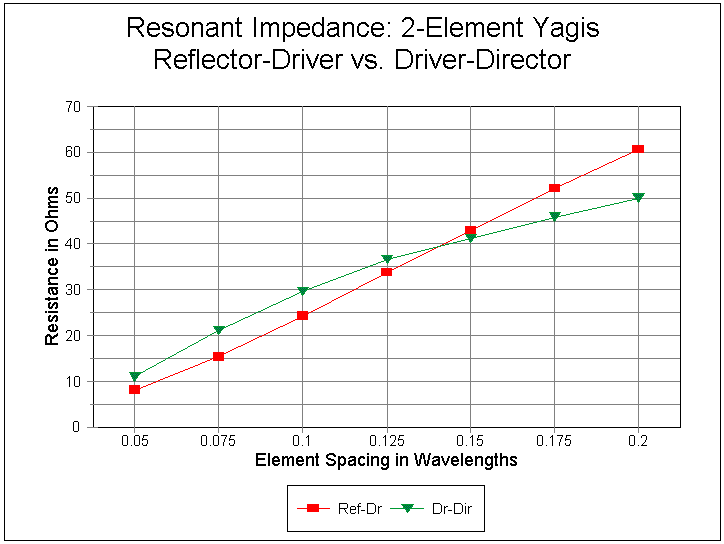 Resonant Impedance: 2-Element Yagis
Reflector-Driver vs. Driver-Director
Resistance in Ohms
70
60
50
40
30
20
10
0
0.05 0.075 0.1 0.125 0.15 0.175 0.2
Element Spacing in Wavelengths
Ref-Dr Dr-Dir